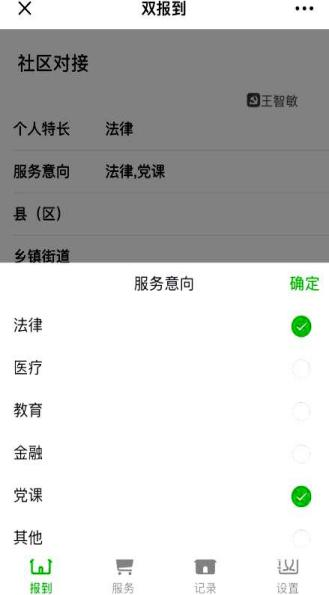 双报到
社区对接
王智敏
个人特长 法律
服务意向 法律,党课
县（区）
乡镇街道
服务意向 确定
法律
医疗
教育
金融
党课
其他
报到 服务 记录 设置